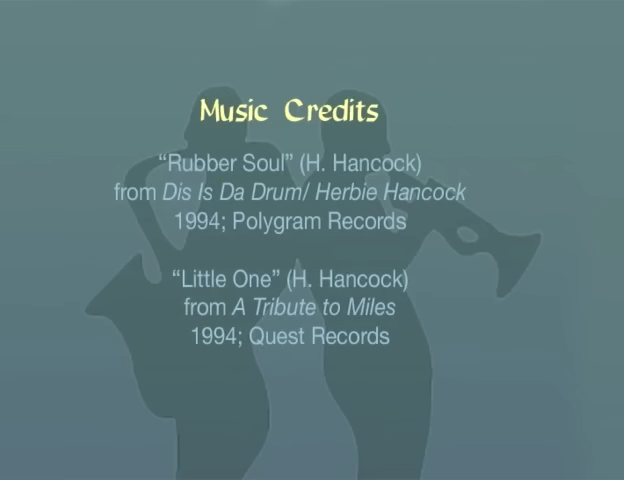 Music Credits
“Rubber Soul” (H. Hancock)
from Dis Is Da Drum/ Herbie Hancock
1994; Polygram Records
“Little One” (H. Hancock)
from A Tribute to Miles
1994; Quest Records